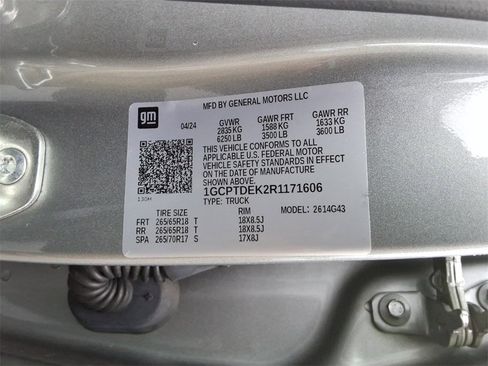 MFD BY GENERAL MOTORS LLC
gm
04/24
GVWR GAWR FRT GAWR RR
2835 KG 1588 KG 1633 KG
6250 LB 3500 LB 3600 LB
THIS VEHICLE CONFORMS TO ALL
APPLICABLE U.S. FEDERAL MOTOR
VEHICLE SAFETY STANDARDS IN EFFECT
ON THE DATE OF MANUFACTURE
SHOWN ABOVE.
1GCPTDEK2R1171606
TYPE: TRUCK
TIRE SIZE RIM MODEL: 2614G43
FRT 265/65R18 T 18X8.5J
RR 265/65R18 T 18X8.5J
SPA 265/70R17 S 17X8J